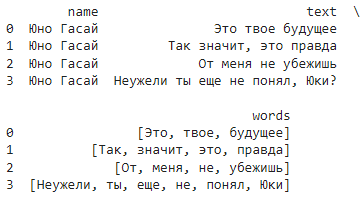 name text \
0 Юно Гасай Это твое будущее
1 Юно Гасай Так значит, это правда
2 Юно Гасай От меня не убежишь
3 Юно Гасай Неужели ты еще не понял, Юки?
words
0 [Это, твое, будущее]
1 [Так, значит, это, правда]
2 [От, меня, не, убежишь]
3 [Неужели, ты, еще, не, понял, Юки]